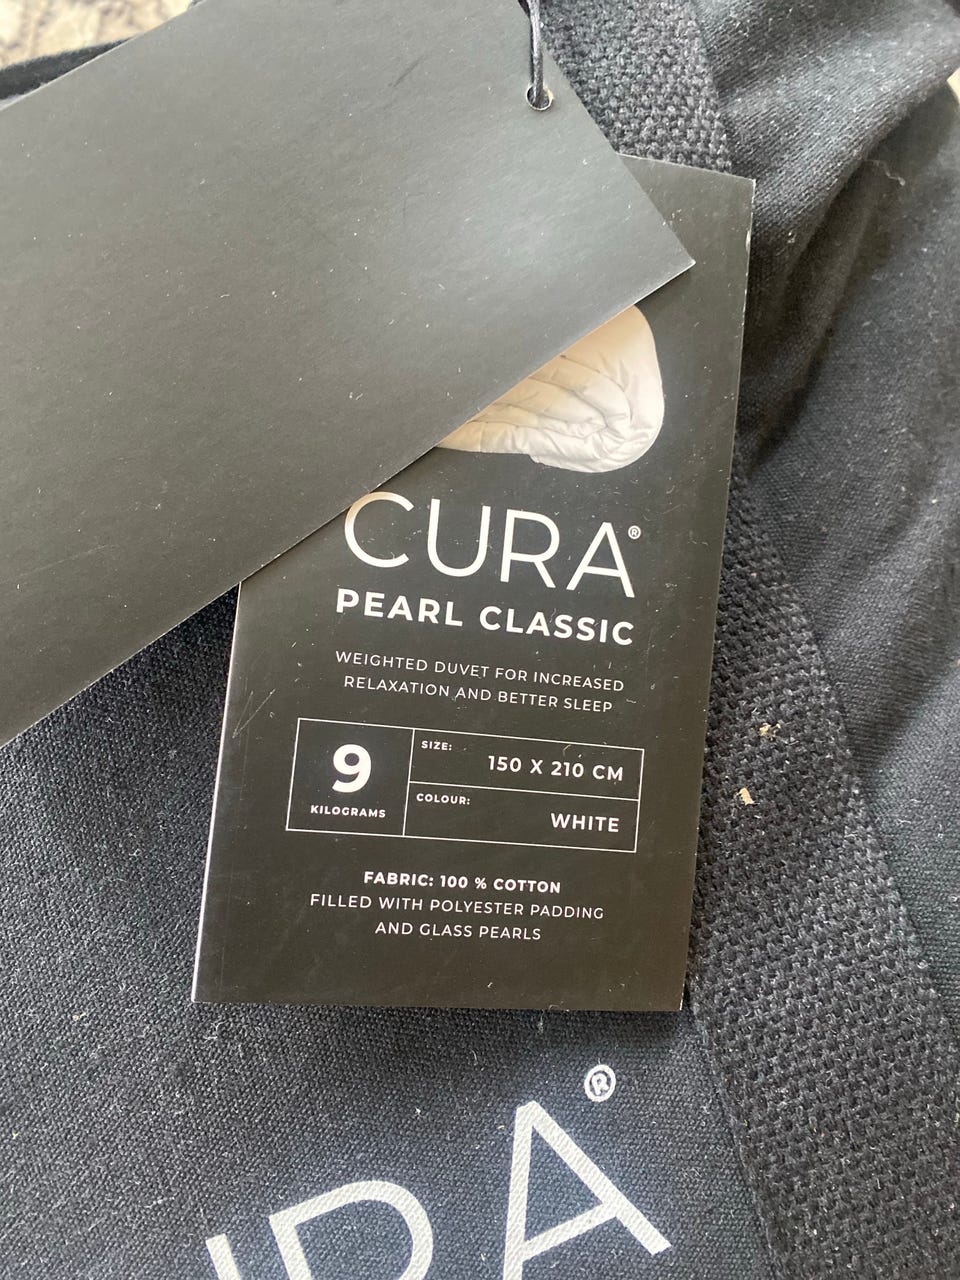 CURA®
PEARL CLASSIC
WEIGHTED DUVET FOR INCREASED
RELAXATION AND BETTER SLEEP
9
KILOGRAMS
SIZE:
150 X 210 CM
COLOUR:
WHITE
FABRIC: 100 % COTTON
FILLED WITH POLYESTER PADDING
AND GLASS PEARLS
URA®